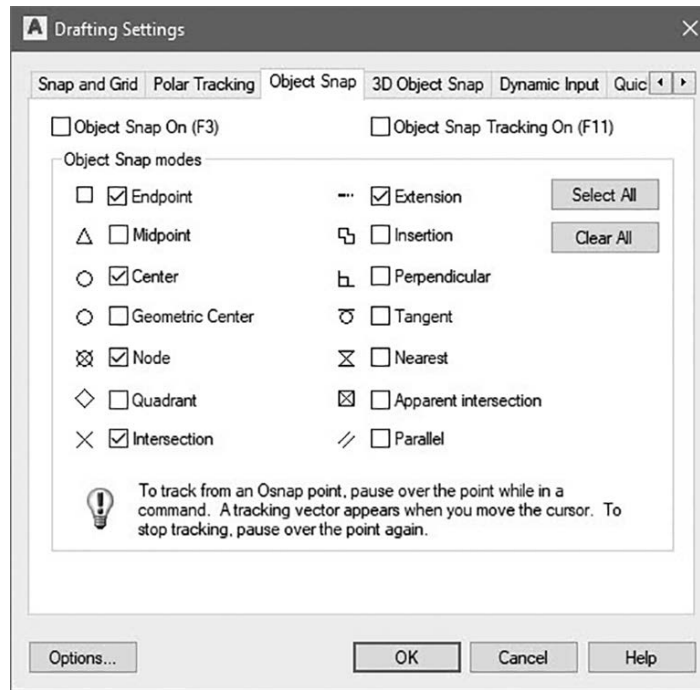 A Drafting Settings
Snap and Grid Polar Tracking Object Snap 3D Object Snap Dynamic Input Quic
Object Snap On (F3) Object Snap Tracking On (F11)
Object Snap modes
Endpoint Extension Select All
Midpoint Insertion Clear All
Center Perpendicular
Geometric Center Tangent
Node Nearest
Quadrant Apparent intersection
Intersection Parallel
To track from an Osnap point, pause over the point while in a
command. A tracking vector appears when you move the cursor. To
stop tracking, pause over the point again.
Options... OK Cancel Help